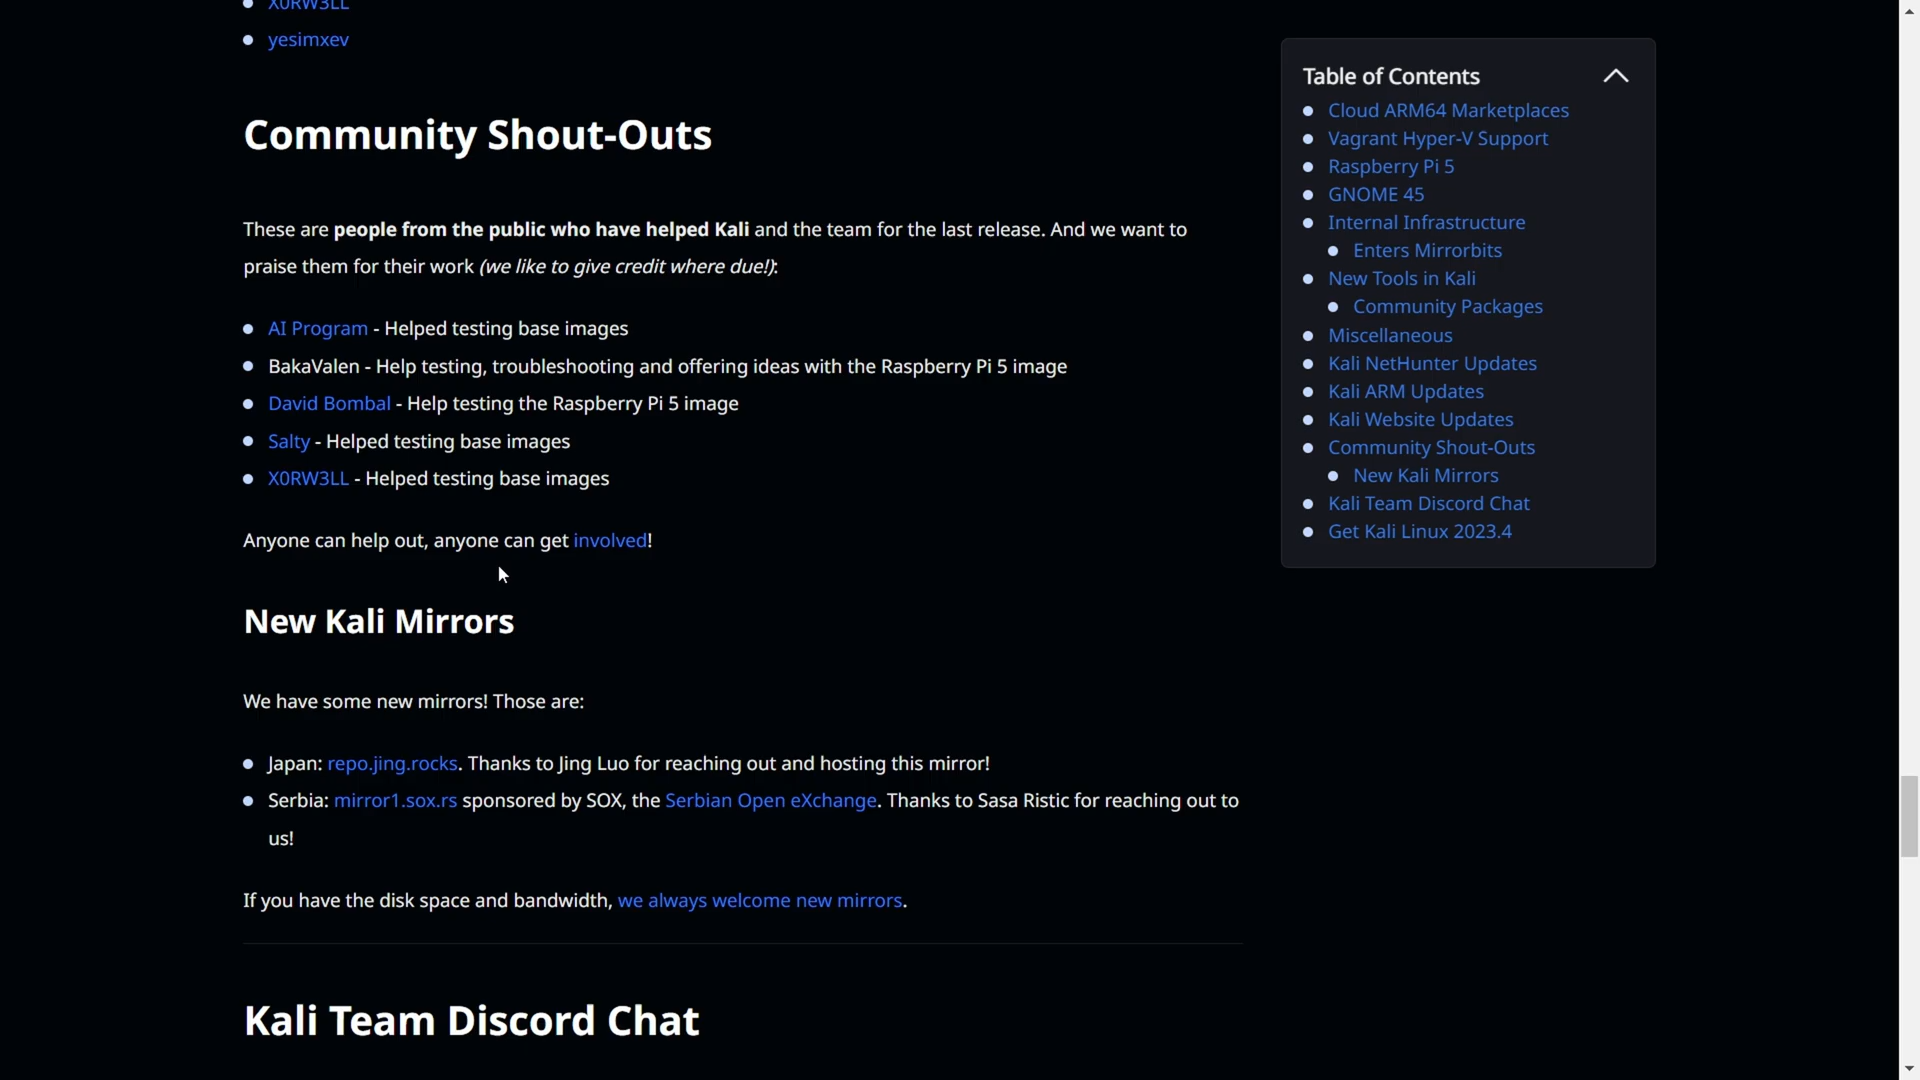 X0RW3LL
yesimxev
Community Shout-Outs
These are people from the public who have helped Kali and the team for the last release. And we want to
praise them for their work (we like to give credit where due!):
AI Program - Helped testing base images
BakaValen - Help testing, troubleshooting and offering ideas with the Raspberry Pi 5 image
David Bombal - Help testing the Raspberry Pi 5 image
Salty - Helped testing base images
X0RW3LL - Helped testing base images
Anyone can help out, anyone can get involved!
New Kali Mirrors
We have some new mirrors! Those are:
Japan: repo.jing.rocks. Thanks to Jing Luo for reaching out and hosting this mirror!
Serbia: mirror1.sox.rs sponsored by SOX, the Serbian Open eXchange. Thanks to Sasa Ristic for reaching out to
us!
If you have the disk space and bandwidth, we always welcome new mirrors.
Kali Team Discord Chat
Table of Contents
Cloud ARM64 Marketplaces
Vagrant Hyper-V Support
Raspberry Pi 5
GNOME 45
Internal Infrastructure
Enters Mirrorbits
New Tools in Kali
Community Packages
Miscellaneous
Kali NetHunter Updates
Kali ARM Updates
Kali Website Updates
Community Shout-Outs
New Kali Mirrors
Kali Team Discord Chat
Get Kali Linux 2023.4